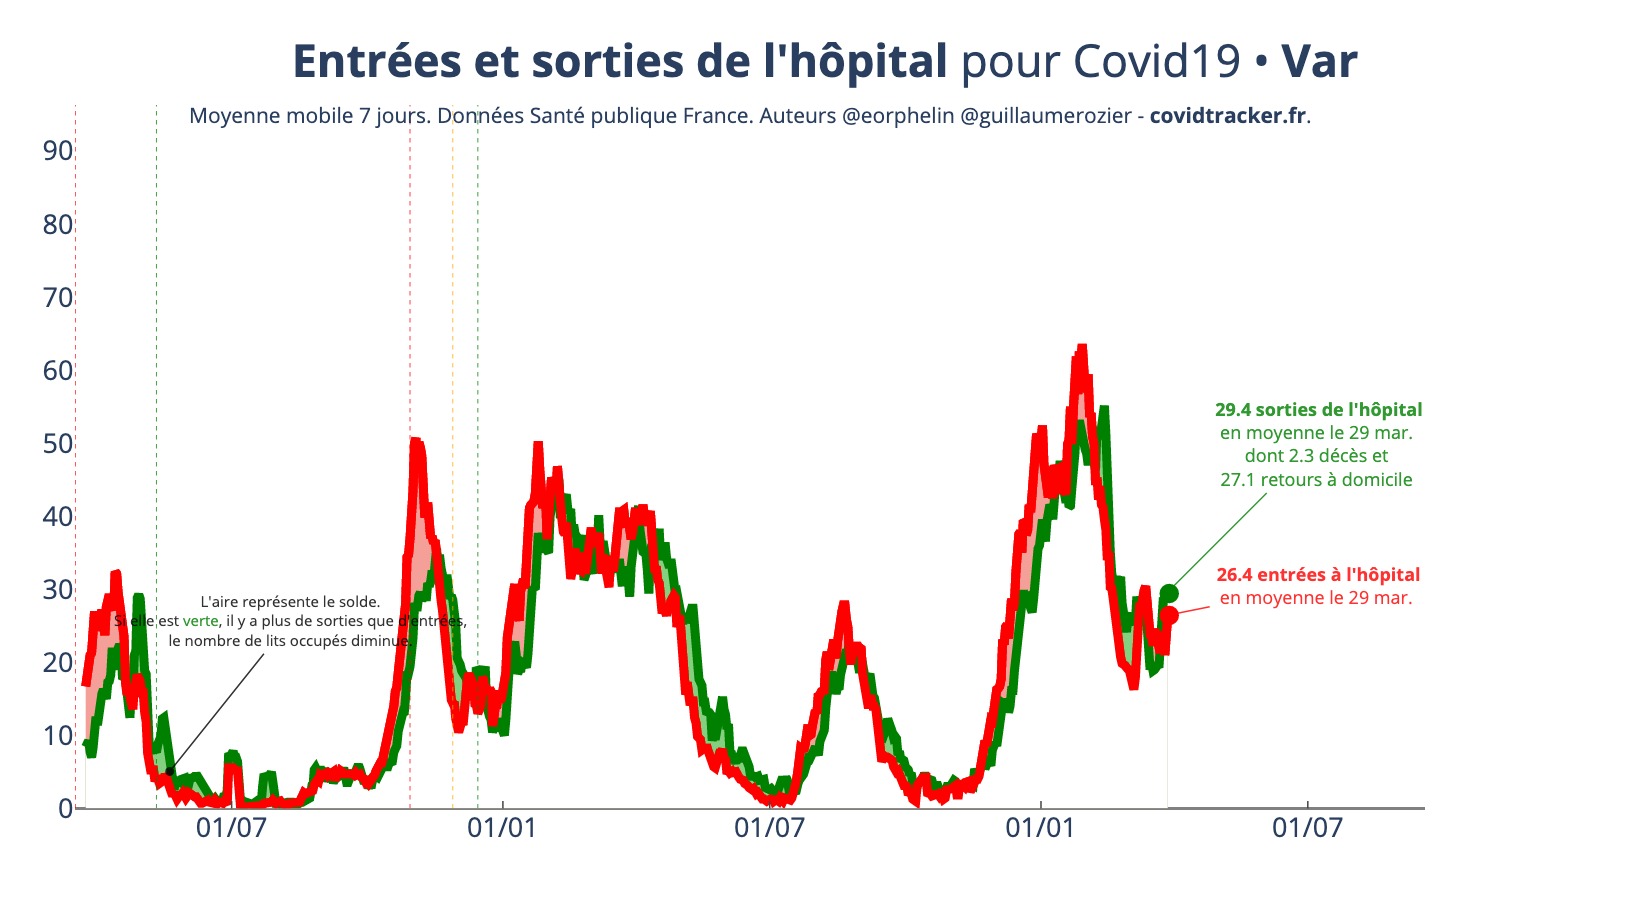 Entrées et sorties de l'hôpital pour Covid19 • Var
Moyenne mobile 7 jours. Données Santé publique France. Auteurs @eorphelin @guillaumerozier - covidtracker.fr.
90
80
70
60
50
40
30
20
10
0
L'aire représente le solde.
Si elle est verte, il y a plus de sorties que d'entrées,
le nombre de lits occupés diminue.
29.4 sorties de l'hôpital
en moyenne le 29 mar.
dont 2.3 décès et
27.1 retours à domicile
26.4 entrées à l'hôpital
en moyenne le 29 mar.
01/07
01/01
01/07
01/01
01/07